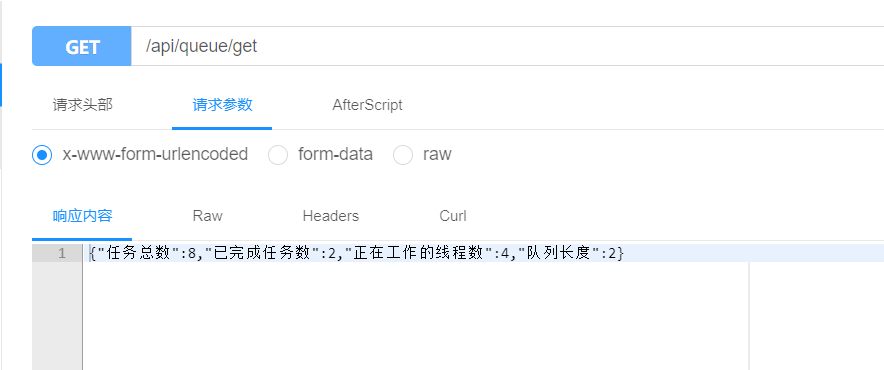 GET /api/queue/get
请求头部 请求参数 AfterScript
x-www-form-urlencoded form-data raw
响应内容 Raw Headers Curl
1 {"任务总数":8,"已完成任务数":2,"正在工作的线程数":4,"队列长度":2}